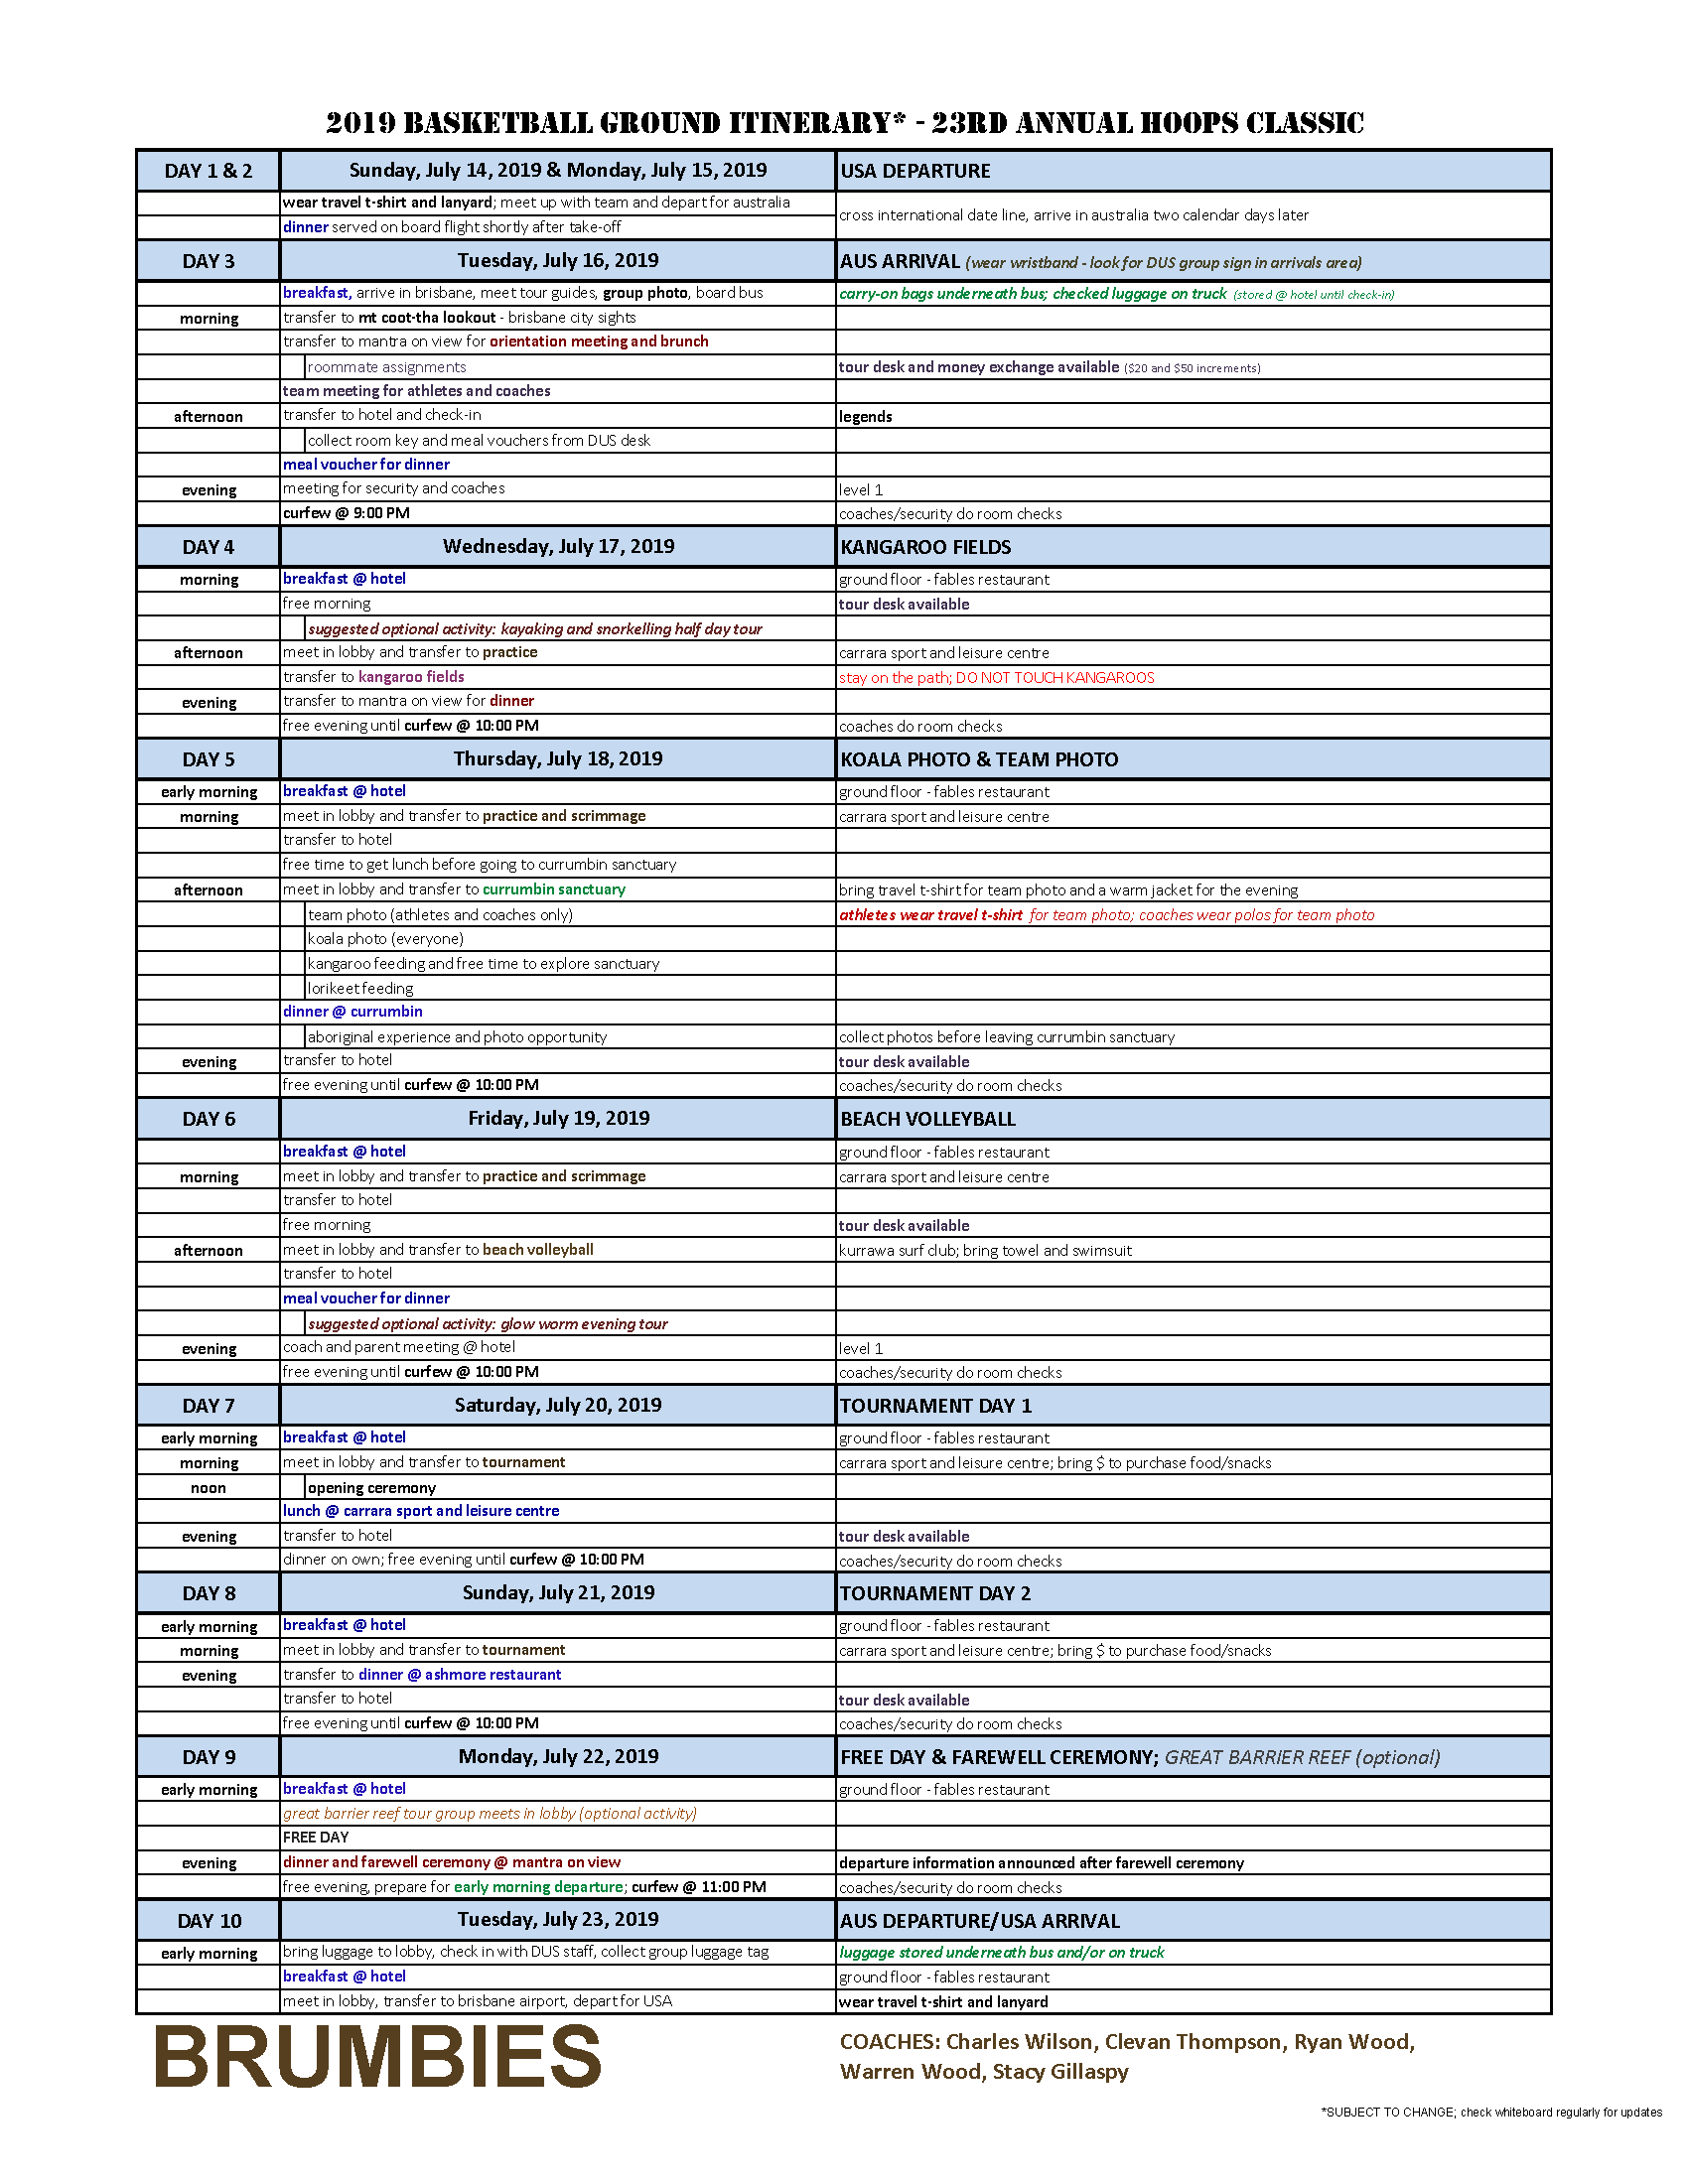 2019 BASKETBALL GROUND ITINERARY* - 23RD ANNUAL HOOPS CLASSIC
DAY 1 & 2 Sunday, July 14, 2019 & Monday, July 15, 2019 USA DEPARTURE
wear travel t-shirt and lanyard; meet up with team and depart for australia
cross international date line, arrive in australia two calendar days later
dinner served on board flight shortly after take-off
DAY 3 Tuesday, July 16, 2019 AUS ARRIVAL (wear wristband - look for DUS group sign in arrivals area)
breakfast, arrive in brisbane, meet tour guides, group photo, board bus carry-on bags underneath bus; checked luggage on truck (stored @ hotel until check-in)
morning transfer to mt coot-tha lookout - brisbane city sights
transfer to mantra on view for orientation meeting and brunch
roommate assignments tour desk and money exchange available ($20 and $50 increments)
team meeting for athletes and coaches
afternoon transfer to hotel and check-in legends
collect room key and meal vouchers from DUS desk
meal voucher for dinner
evening meeting for security and coaches level 1
curfew @ 9:00 PM coaches/security do room checks
DAY 4 Wednesday, July 17, 2019 KANGAROO FIELDS
morning breakfast @ hotel ground floor - fables restaurant
free morning tour desk available
suggested optional activity: kayaking and snorkelling half day tour
afternoon meet in lobby and transfer to practice carrara sport and leisure centre
transfer to kangaroo fields stay on the path; DO NOT TOUCH KANGAROOS
evening transfer to mantra on view for dinner
free evening until curfew @ 10:00 PM coaches do room checks
DAY 5 Thursday, July 18, 2019 KOALA PHOTO & TEAM PHOTO
early morning breakfast @ hotel ground floor - fables restaurant
morning meet in lobby and transfer to practice and scrimmage carrara sport and leisure centre
transfer to hotel
free time to get lunch before going to currumbin sanctuary
afternoon meet in lobby and transfer to currumbin sanctuary bring travel t-shirt for team photo and a warm jacket for the evening
team photo (athletes and coaches only) athletes wear travel t-shirt for team photo; coaches wear polos for team photo
koala photo (everyone)
kangaroo feeding and free time to explore sanctuary
lorikeet feeding
dinner @ currumbin
aboriginal experience and photo opportunity collect photos before leaving currumbin sanctuary
evening transfer to hotel tour desk available
free evening until curfew @ 10:00 PM coaches/security do room checks
DAY 6 Friday, July 19, 2019 BEACH VOLLEYBALL
breakfast @ hotel ground floor - fables restaurant
morning meet in lobby and transfer to practice and scrimmage carrara sport and leisure centre
transfer to hotel
free morning tour desk available
afternoon meet in lobby and transfer to beach volleyball kurrawa surf club; bring towel and swimsuit
transfer to hotel
meal voucher for dinner
suggested optional activity: glow worm evening tour
evening coach and parent meeting @ hotel level 1
free evening until curfew @ 10:00 PM coaches/security do room checks
DAY 7 Saturday, July 20, 2019 TOURNAMENT DAY 1
early morning breakfast @ hotel ground floor - fables restaurant
morning meet in lobby and transfer to tournament carrara sport and leisure centre; bring $ to purchase food/snacks
noon opening ceremony
lunch @ carrara sport and leisure centre
evening transfer to hotel tour desk available
dinner on own; free evening until curfew @ 10:00 PM coaches/security do room checks
DAY 8 Sunday, July 21, 2019 TOURNAMENT DAY 2
early morning breakfast @ hotel ground floor - fables restaurant
morning meet in lobby and transfer to tournament carrara sport and leisure centre; bring $ to purchase food/snacks
evening transfer to dinner @ ashmore restaurant
transfer to hotel tour desk available
free evening until curfew @ 10:00 PM coaches/security do room checks
DAY 9 Monday, July 22, 2019 FREE DAY & FAREWELL CEREMONY; GREAT BARRIER REEF (optional)
early morning breakfast @ hotel ground floor - fables restaurant
great barrier reef tour group meets in lobby (optional activity)
FREE DAY
evening dinner and farewell ceremony @ mantra on view departure information announced after farewell ceremony
free evening, prepare for early morning departure; curfew @ 11:00 PM coaches/security do room checks
DAY 10 Tuesday, July 23, 2019 AUS DEPARTURE/USA ARRIVAL
early morning bring luggage to lobby, check in with DUS staff, collect group luggage tag luggage stored underneath bus and/or on truck
breakfast @ hotel ground floor - fables restaurant
meet in lobby, transfer to brisbane airport, depart for USA wear travel t-shirt and lanyard
BRUMBIES
COACHES: Charles Wilson, Clevan Thompson, Ryan Wood,
Warren Wood, Stacy Gillaspy
*SUBJECT TO CHANGE; check whiteboard regularly for updates